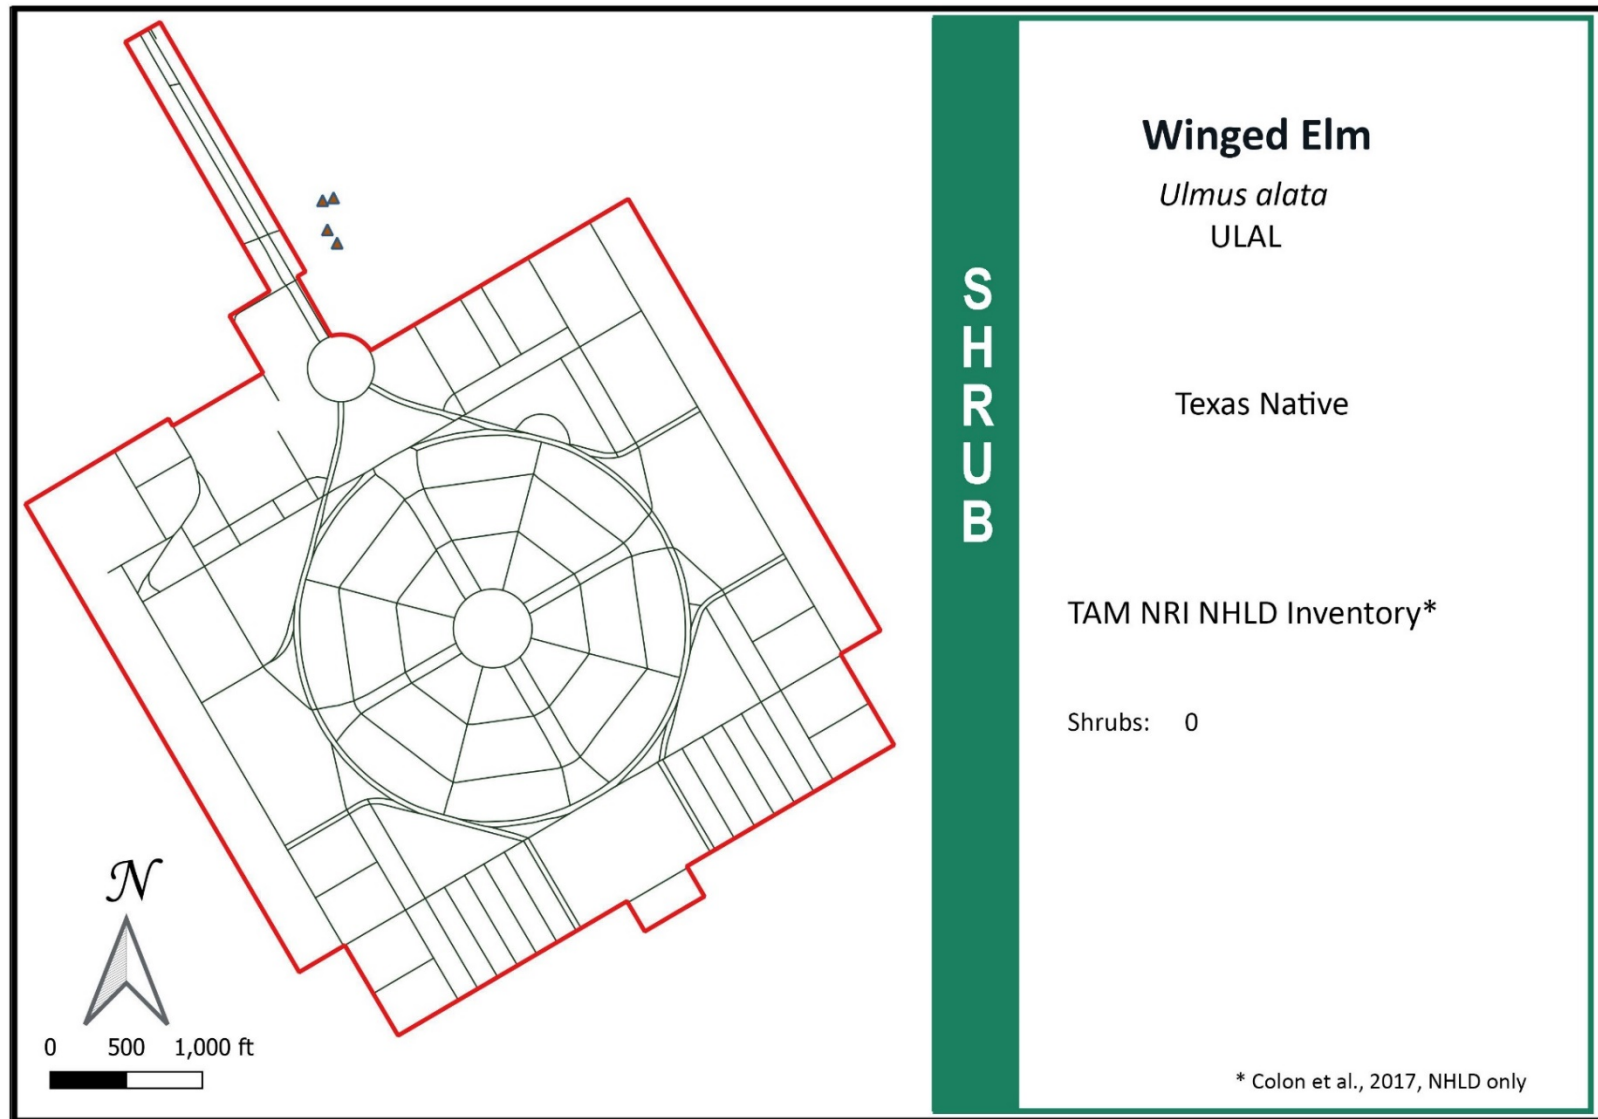 Winged Elm
Ulmus alata
ULAL
SHRUB
Texas Native
TAM NRI NHLD Inventory*
Shrubs: 0
* Colon et al., 2017, NHLD only
N
0 500 1,000 ft